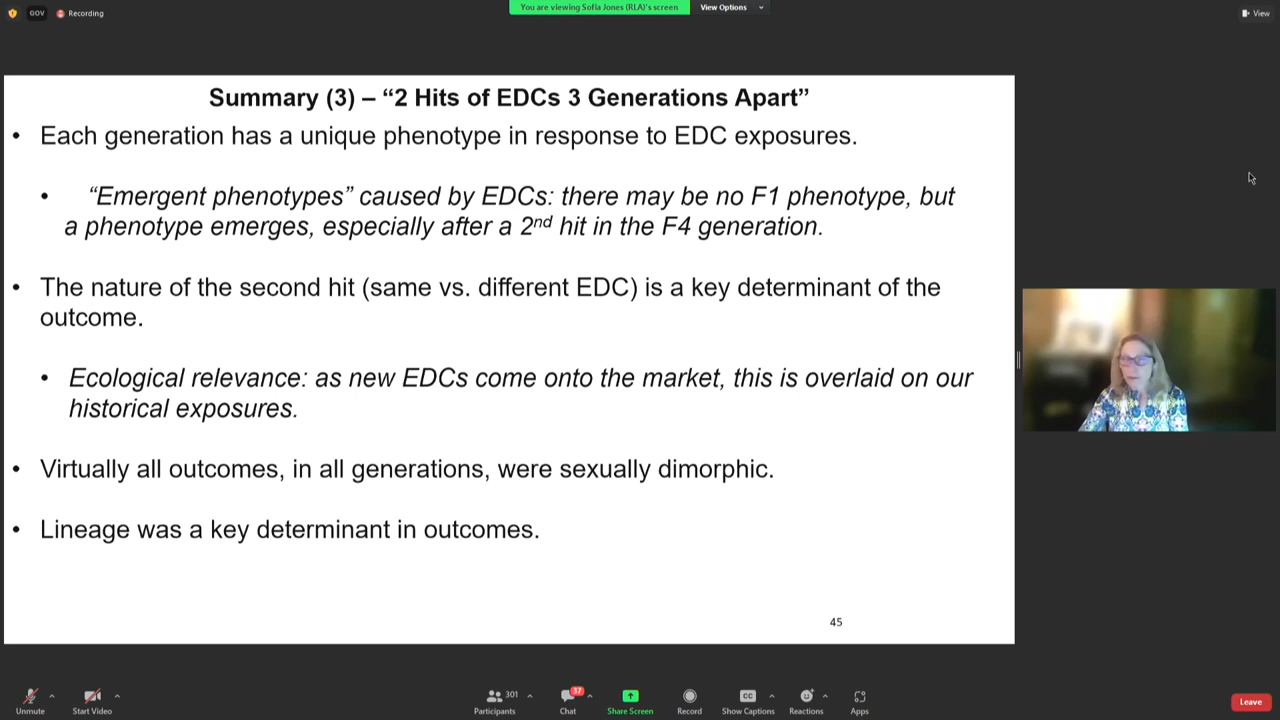 GOV
Recording
You are viewing Sofia Jones (RLA)'s screen
View Options
View
Summary (3) – “2 Hits of EDCs 3 Generations Apart”
• Each generation has a unique phenotype in response to EDC exposures.
• “Emergent phenotypes” caused by EDCs: there may be no F1 phenotype, but
a phenotype emerges, especially after a 2nd hit in the F4 generation.
• The nature of the second hit (same vs. different EDC) is a key determinant of the
outcome.
• Ecological relevance: as new EDCs come onto the market, this is overlaid on our
historical exposures.
• Virtually all outcomes, in all generations, were sexually dimorphic.
• Lineage was a key determinant in outcomes.
45
Unmute
Start Video
301
Participants
37
Chat
Share Screen
Record
CC
Show Captions
Reactions
Apps
Leave